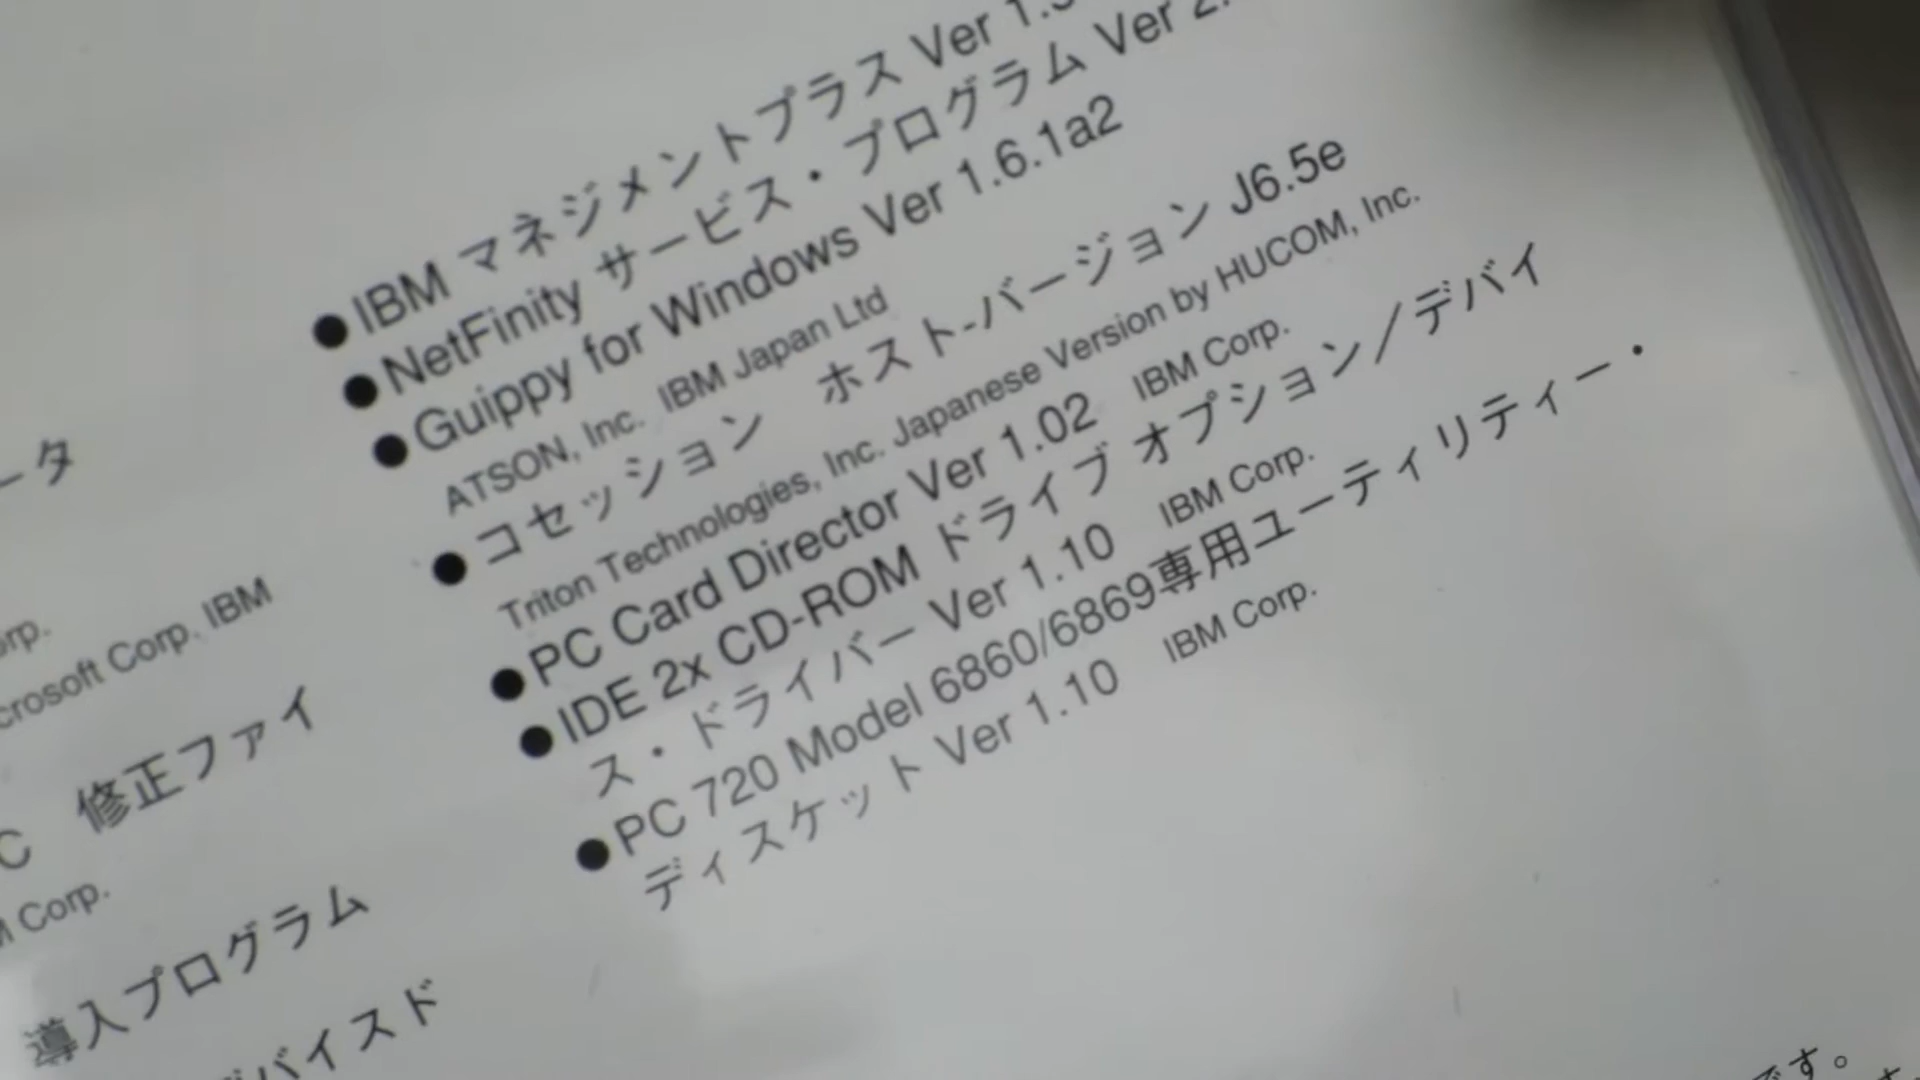 ータ
orp.
crosoft Corp. IBM
C 修正ファイ
M Corp.
導入プログラム
バイスド
●IBM マネジメントプラス Ver
●NetFinity サービス・プログラム Ver 2.
●Guippy for Windows Ver 1.6.1a2
ATSON, Inc. IBM Japan Ltd
●コセッション ホスト-バージョン J6.5e
Triton Technologies, Inc. Japanese Version by HUCOM, Inc.
●PC Card Director Ver 1.02 IBM Corp.
●IDE 2x CD-ROM ドライブ オプション/デバイ
ス・ドライバー Ver 1.10 IBM Corp.
●PC 720 Model 6860/6869専用ユーティリティー・
ディスケット Ver 1.10 IBM Corp.
です。